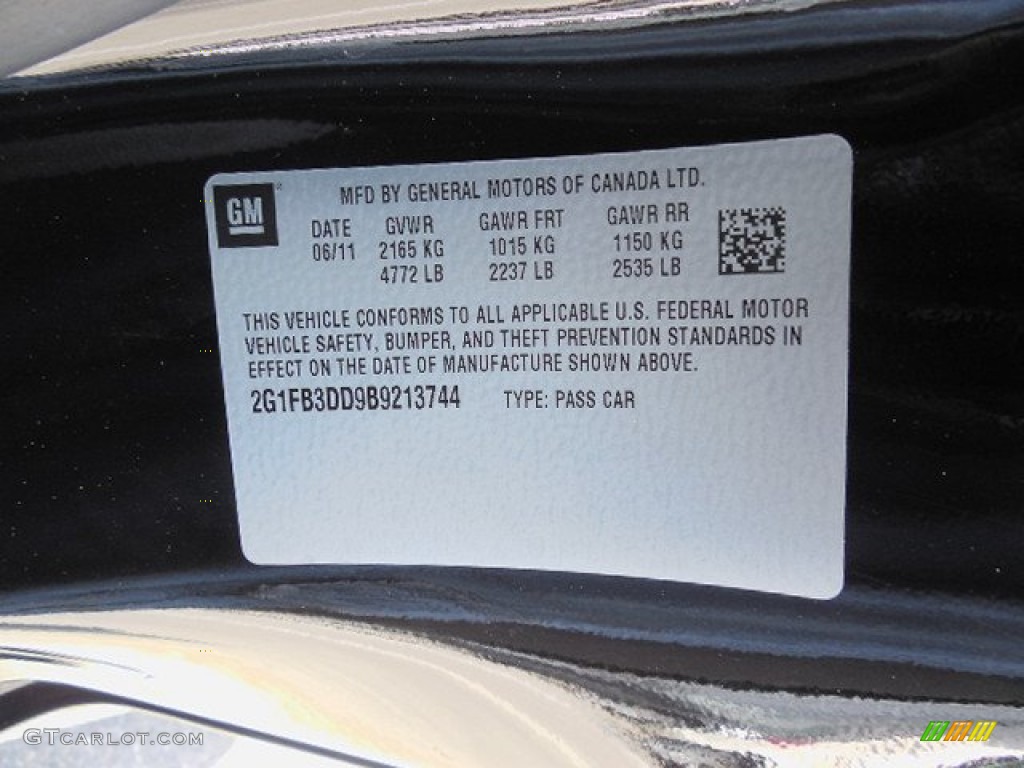 GM
MFD BY GENERAL MOTORS OF CANADA LTD.
DATE GVWR GAWR FRT GAWR RR
06/11 2165 KG 1015 KG 1150 KG
4772 LB 2237 LB 2535 LB
THIS VEHICLE CONFORMS TO ALL APPLICABLE U.S. FEDERAL MOTOR
VEHICLE SAFETY, BUMPER, AND THEFT PREVENTION STANDARDS IN
EFFECT ON THE DATE OF MANUFACTURE SHOWN ABOVE.
2G1FB3DD9B9213744 TYPE: PASS CAR
GTCARLOT.COM